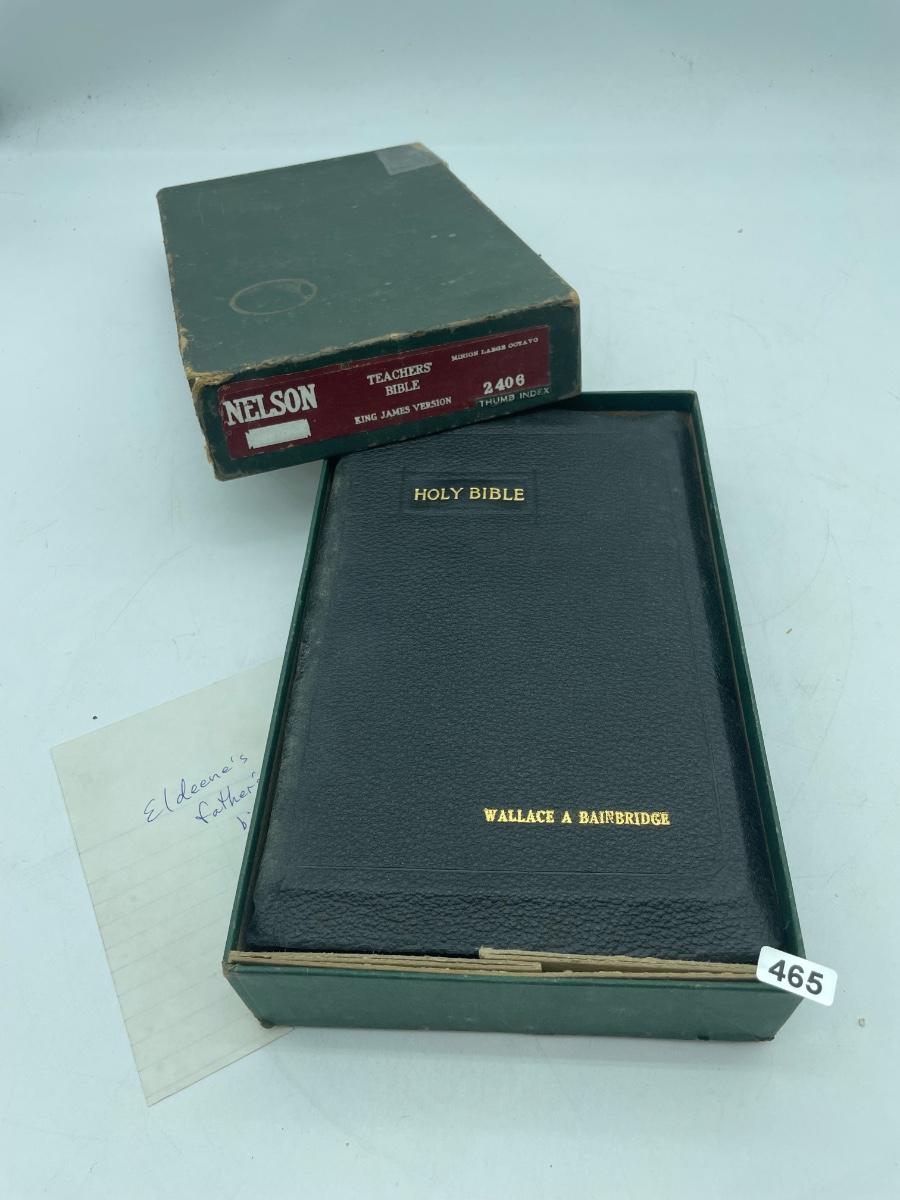 NELSON
TEACHERS'
BIBLE
KING JAMES VERSION
MINION LARGE OCTAVO
2406
THUMB INDEX
HOLY BIBLE
WALLACE A BAINBRIDGE
Eldeene's
father's
465